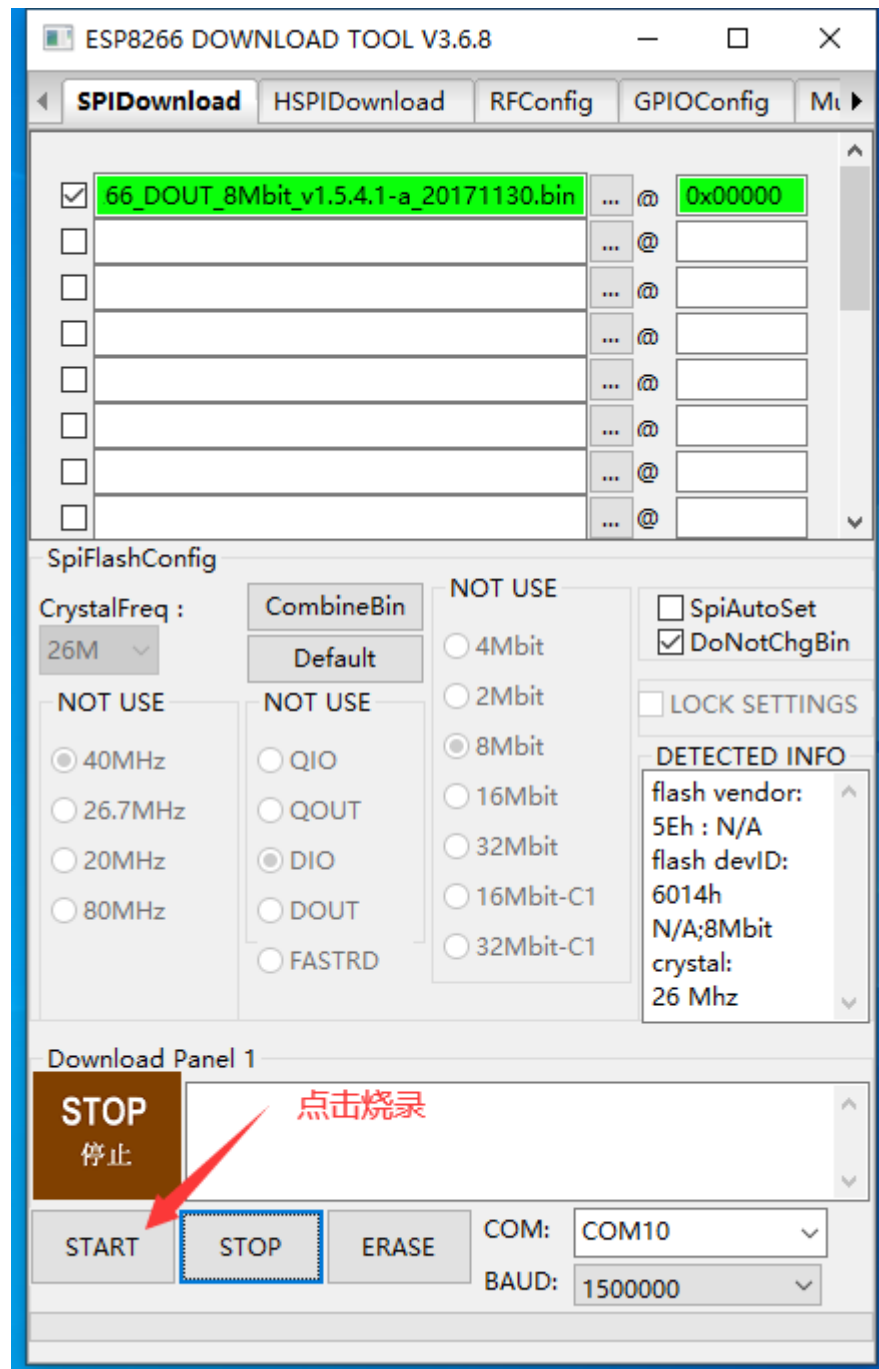 ESP8266 DOWNLOAD TOOL V3.6.8
SPIDownload HSPIDownload RFConfig GPIOConfig Mu
66_DOUT_8Mbit_v1.5.4.1-a_20171130.bin ... @ 0x00000
... @
... @
... @
... @
... @
... @
... @
SpiFlashConfig
CrystalFreq :
26M
CombineBin
Default
NOT USE
40MHz
26.7MHz
20MHz
80MHz
NOT USE
QIO
QOUT
DIO
DOUT
FASTRD
NOT USE
4Mbit
2Mbit
8Mbit
16Mbit
32Mbit
16Mbit-C1
32Mbit-C1
SpiAutoSet
DoNotChgBin
LOCK SETTINGS
DETECTED INFO
flash vendor:
5Eh : N/A
flash devID:
6014h
N/A;8Mbit
crystal:
26 Mhz
Download Panel 1
STOP
停止
点击烧录
START STOP ERASE
COM: COM10
BAUD: 1500000